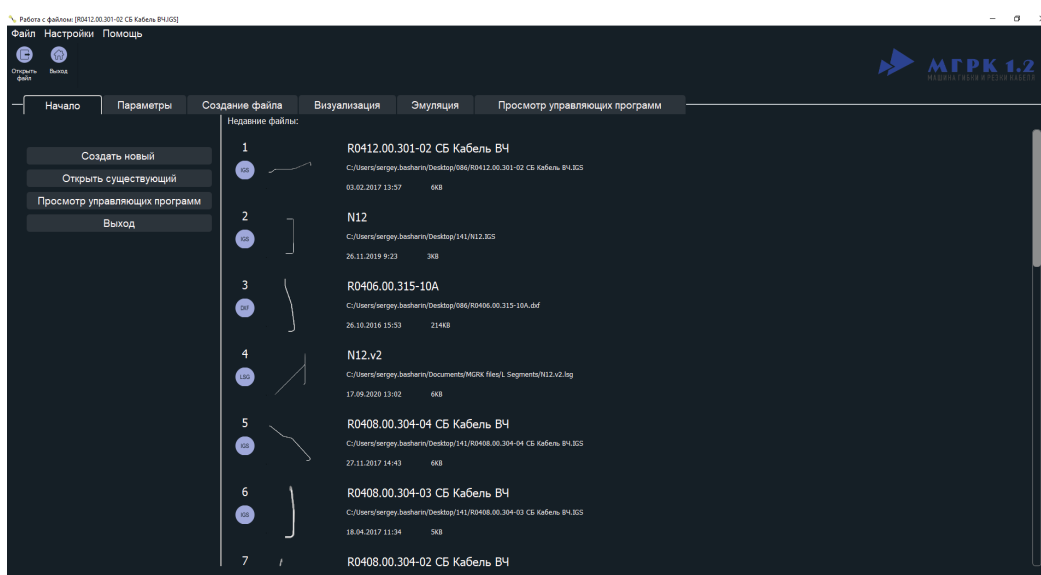 Работа с файлом: [R0412.00.301-02 СБ Кабель ВЧ.IGS]
Файл Настройки Помощь
Открыть файл
Выход
МГРК 1.2
МАШИНА ГИБКИ И РЕЗКИ КАБЕЛЯ
Начало Параметры Создание файла Визуализация Эмуляция Просмотр управляющих программ
Создать новый
Открыть существующий
Просмотр управляющих программ
Выход
Недавние файлы:
1 R0412.00.301-02 СБ Кабель ВЧ
IGS C:/Users/sergey.basharin/Desktop/086/R0412.00.301-02 СБ Кабель ВЧ.IGS
03.02.2017 13:57 6KB
2 N12
IGS C:/Users/sergey.basharin/Desktop/141/N12.IGS
26.11.2019 9:23 3KB
3 R0406.00.315-10A
DXF C:/Users/sergey.basharin/Desktop/086/R0406.00.315-10A.dxf
26.10.2016 15:53 214KB
4 N12.v2
LSG C:/Users/sergey.basharin/Documents/MGRK files/L Segments/N12.v2.lsg
17.09.2020 13:02 6KB
5 R0408.00.304-04 СБ Кабель ВЧ
IGS C:/Users/sergey.basharin/Desktop/141/R0408.00.304-04 СБ Кабель ВЧ.IGS
27.11.2017 14:43 6KB
6 R0408.00.304-03 СБ Кабель ВЧ
IGS C:/Users/sergey.basharin/Desktop/141/R0408.00.304-03 СБ Кабель ВЧ.IGS
18.04.2017 11:34 5KB
7 R0408.00.304-02 СБ Кабель ВЧ